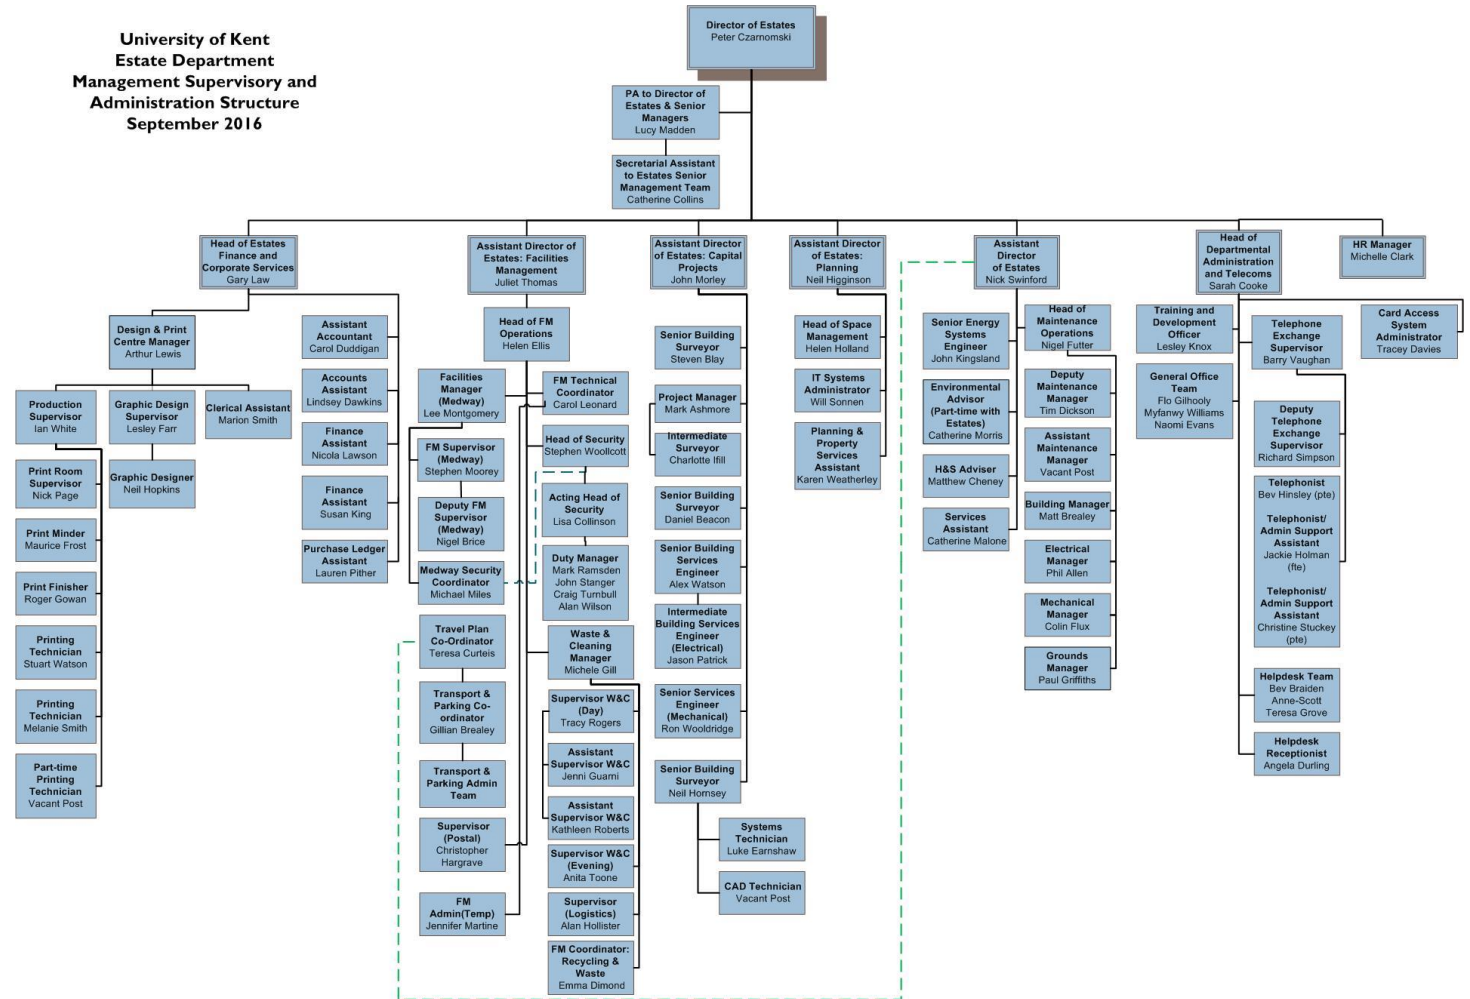 University of Kent
Estate Department
Management Supervisory and
Administration Structure
September 2016
Director of Estates
Peter Czarnomski
PA to Director of
Estates & Senior
Managers
Lucy Madden
Secretarial Assistant
to Estates Senior
Management Team
Catherine Collins
Head of Estates
Finance and
Corporate Services
Gary Law
Design & Print
Centre Manager
Arthur Lewis
Production
Supervisor
Ian White
Graphic Design
Supervisor
Lesley Farr
Clerical Assistant
Marion Smith
Print Room
Supervisor
Nick Page
Graphic Designer
Neil Hopkins
Print Minder
Maurice Frost
Print Finisher
Roger Gowan
Printing
Technician
Stuart Watson
Printing
Technician
Melanie Smith
Part-time
Printing
Technician
Vacant Post
Assistant
Accountant
Carol Duddigan
Accounts
Assistant
Lindsey Dawkins
Finance
Assistant
Nicola Lawson
Finance
Assistant
Susan King
Purchase Ledger
Assistant
Lauren Pither
Assistant Director of
Estates: Facilities
Management
Juliet Thomas
Head of FM
Operations
Helen Ellis
Facilities
Manager
(Medway)
Lee Montgomery
FM Technical
Coordinator
Carol Leonard
FM Supervisor
(Medway)
Stephen Moorey
Deputy FM
Supervisor
(Medway)
Nigel Brice
Medway Security
Coordinator
Michael Miles
Head of Security
Stephen Woollcott
Acting Head of
Security
Lisa Collinson
Duty Manager
Mark Ramsden
John Stanger
Craig Turnbull
Alan Wilson
Travel Plan
Co-Ordinator
Teresa Curteis
Transport &
Parking Co-
ordinator
Gillian Brealey
Transport &
Parking Admin
Team
Supervisor
(Postal)
Christopher
Hargrave
FM
Admin(Temp)
Jennifer Martine
Waste &
Cleaning
Manager
Michele Gill
Supervisor W&C
(Day)
Tracy Rogers
Assistant
Supervisor W&C
Jenni Guarni
Assistant
Supervisor W&C
Kathleen Roberts
Supervisor W&C
(Evening)
Anita Toone
Supervisor
(Logistics)
Alan Hollister
FM Coordinator:
Recycling &
Waste
Emma Dimond
Assistant Director
of Estates: Capital
Projects
John Morley
Senior Building
Surveyor
Steven Blay
Project Manager
Mark Ashmore
Intermediate
Surveyor
Charlotte Ifill
Senior Building
Surveyor
Daniel Beacon
Senior Building
Services
Engineer
Alex Watson
Intermediate
Building Services
Engineer
(Electrical)
Jason Patrick
Senior Services
Engineer
(Mechanical)
Ron Wooldridge
Senior Building
Surveyor
Neil Hornsey
Systems
Technician
Luke Earnshaw
CAD Technician
Vacant Post
Assistant Director
of Estates:
Planning
Neil Higginson
Head of Space
Management
Helen Holland
IT Systems
Administrator
Will Sonnen
Planning &
Property
Services
Assistant
Karen Weatherley
Assistant
Director
of Estates
Nick Swinford
Senior Energy
Systems
Engineer
John Kingsland
Environmental
Advisor
(Part-time with
Estates)
Catherine Morris
H&S Adviser
Matthew Cheney
Services
Assistant
Catherine Malone
Head of
Maintenance
Operations
Nigel Futter
Deputy
Maintenance
Manager
Tim Dickson
Assistant
Maintenance
Manager
Vacant Post
Building Manager
Matt Brealey
Electrical
Manager
Phil Allen
Mechanical
Manager
Colin Flux
Grounds
Manager
Paul Griffiths
Head of
Departmental
Administration
and Telecoms
Sarah Cooke
Training and
Development
Officer
Lesley Knox
General Office
Team
Flo Gilhooly
Myfanwy Williams
Naomi Evans
Telephone
Exchange
Supervisor
Barry Vaughan
Deputy
Telephone
Exchange
Supervisor
Richard Simpson
Telephonist
Bev Hinsley (pte)
Telephonist/
Admin Support
Assistant
Jackie Holman
(fte)
Telephonist/
Admin Support
Assistant
Christine Stuckey
(pte)
Helpdesk Team
Bev Braiden
Anne-Scott
Teresa Grove
Helpdesk
Receptionist
Angela Durling
Card Access
System
Administrator
Tracey Davies
HR Manager
Michelle Clark